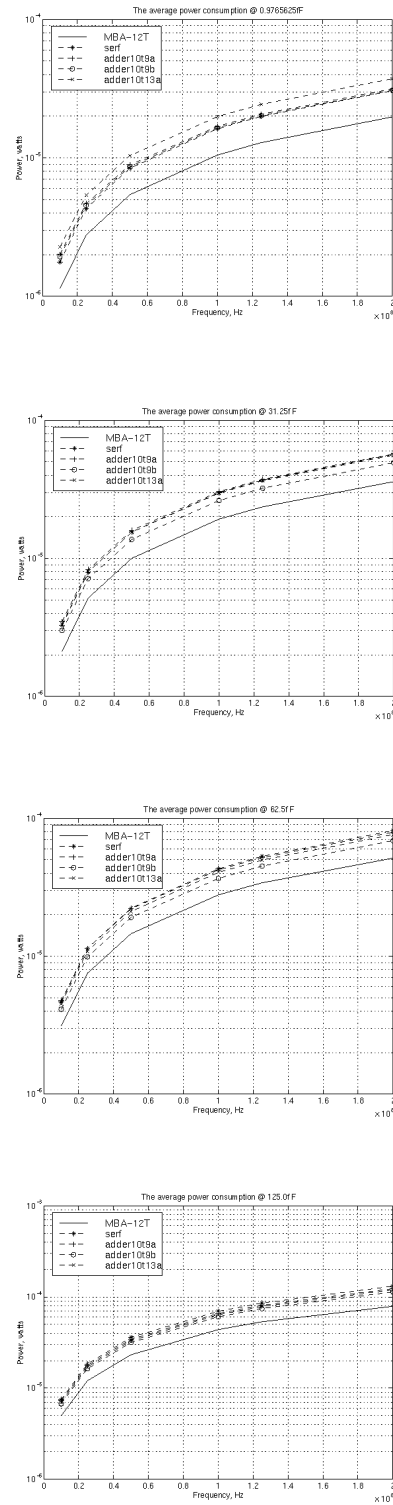 The average power consumption @ 0.9765625fF
MBA-12T
serf
adder10t9a
adder10t9b
adder10t13a
Power, watts
10-4
10-5
10-6
0 0.2 0.4 0.6 0.8 1 1.2 1.4 1.6 1.8 2
Frequency, Hz
The average power consumption @ 31.25fF
MBA-12T
serf
adder10t9a
adder10t9b
adder10t13a
Power, watts
10-4
10-5
10-6
0 0.2 0.4 0.6 0.8 1 1.2 1.4 1.6 1.8 2
Frequency, Hz
The average power consumption @ 62.5fF
MBA-12T
serf
adder10t9a
adder10t9b
adder10t13a
Power, watts
10-4
10-5
10-6
0 0.2 0.4 0.6 0.8 1 1.2 1.4 1.6 1.8 2
Frequency, Hz
The average power consumption @ 125.0fF
MBA-12T
serf
adder10t9a
adder10t9b
adder10t13a
Power, watts
10-4
10-5
10-6
0 0.2 0.4 0.6 0.8 1 1.2 1.4 1.6 1.8 2
Frequency, Hz